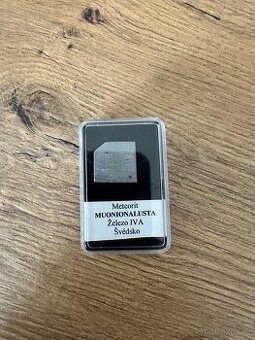 Meteorit
MUONIONALUSTA
Železo IVA
Švédsko